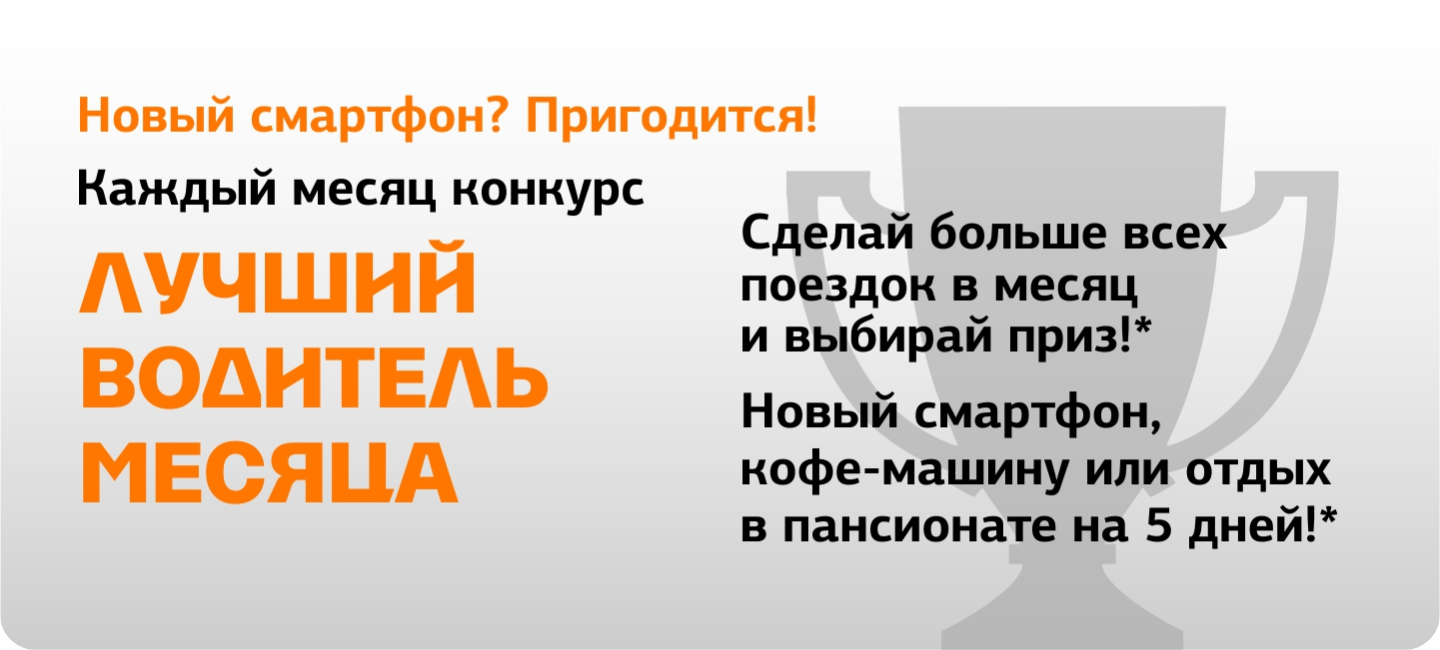 Новый смартфон? Пригодится!
Каждый месяц конкурс
ЛУЧШИЙ
ВОДИТЕЛЬ
МЕСЯЦА
Сделай больше всех
поездок в месяц
и выбирай приз!*
Новый смартфон,
кофе-машину или отдых
в пансионате на 5 дней!*